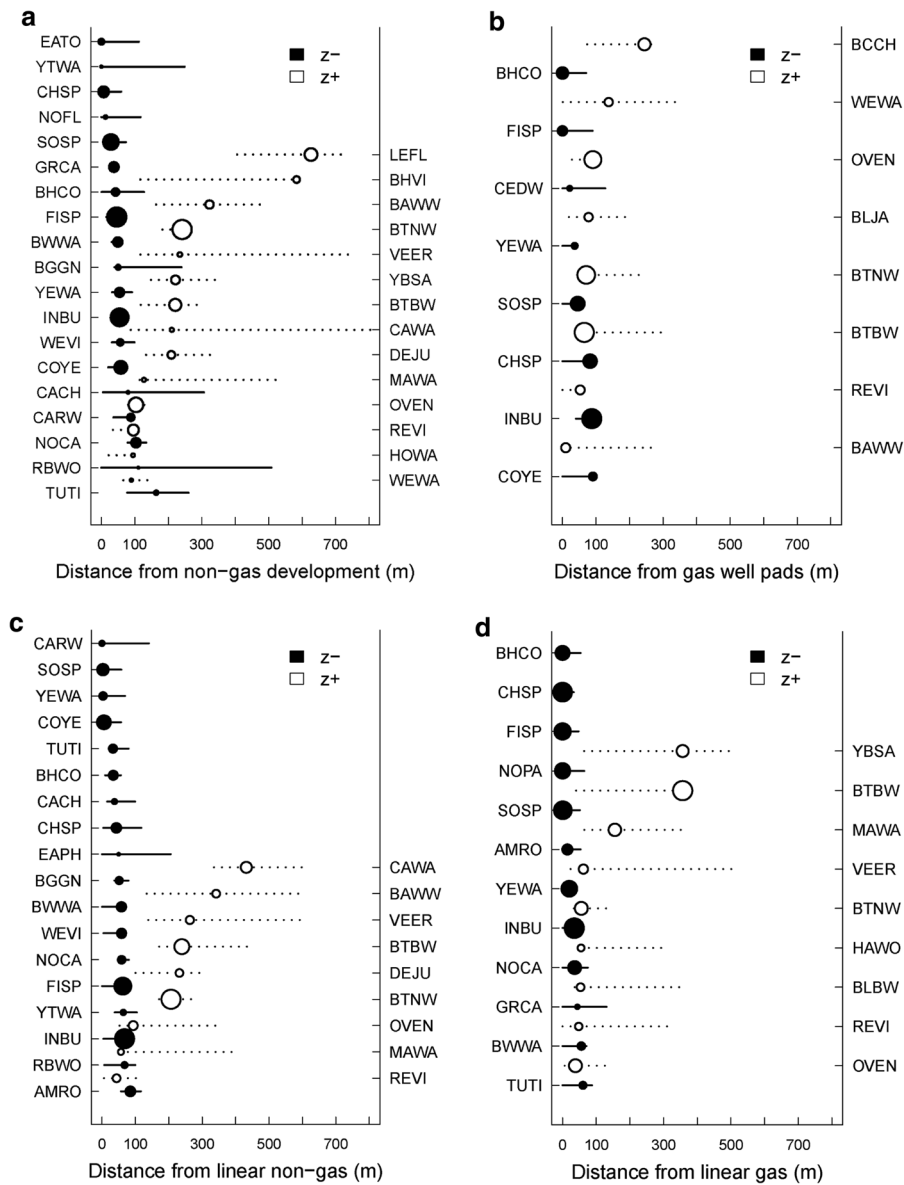 a
EATO
YTWA
CHSP
NOFL
SOSP
GRCA
BHCO
FISP
BWWA
BGGN
YEWA
INBU
WEVI
COYE
CACH
CARW
NOCA
RBWO
TUTI
z−
z+
LEFL
BHVI
BAWW
BTNW
VEER
YBSA
BTBW
CAWA
DEJU
MAWA
OVEN
REVI
HOWA
WEWA
0 100 300 500 700
Distance from non−gas development (m)
b
BHCO
FISP
CEDW
YEWA
SOSP
CHSP
INBU
COYE
z−
z+
BCCH
WEWA
OVEN
BLJA
BTNW
BTBW
REVI
BAWW
0 100 300 500 700
Distance from gas well pads (m)
c
CARW
SOSP
YEWA
COYE
TUTI
BHCO
CACH
CHSP
EAPH
BGGN
BWWA
WEVI
NOCA
FISP
YTWA
INBU
RBWO
AMRO
z−
z+
CAWA
BAWW
VEER
BTBW
DEJU
BTNW
OVEN
MAWA
REVI
0 100 300 500 700
Distance from linear non−gas (m)
d
BHCO
CHSP
FISP
NOPA
SOSP
AMRO
YEWA
INBU
NOCA
GRCA
BWWA
TUTI
z−
z+
YBSA
BTBW
MAWA
VEER
BTNW
HAWO
BLBW
REVI
OVEN
0 100 300 500 700
Distance from linear gas (m)